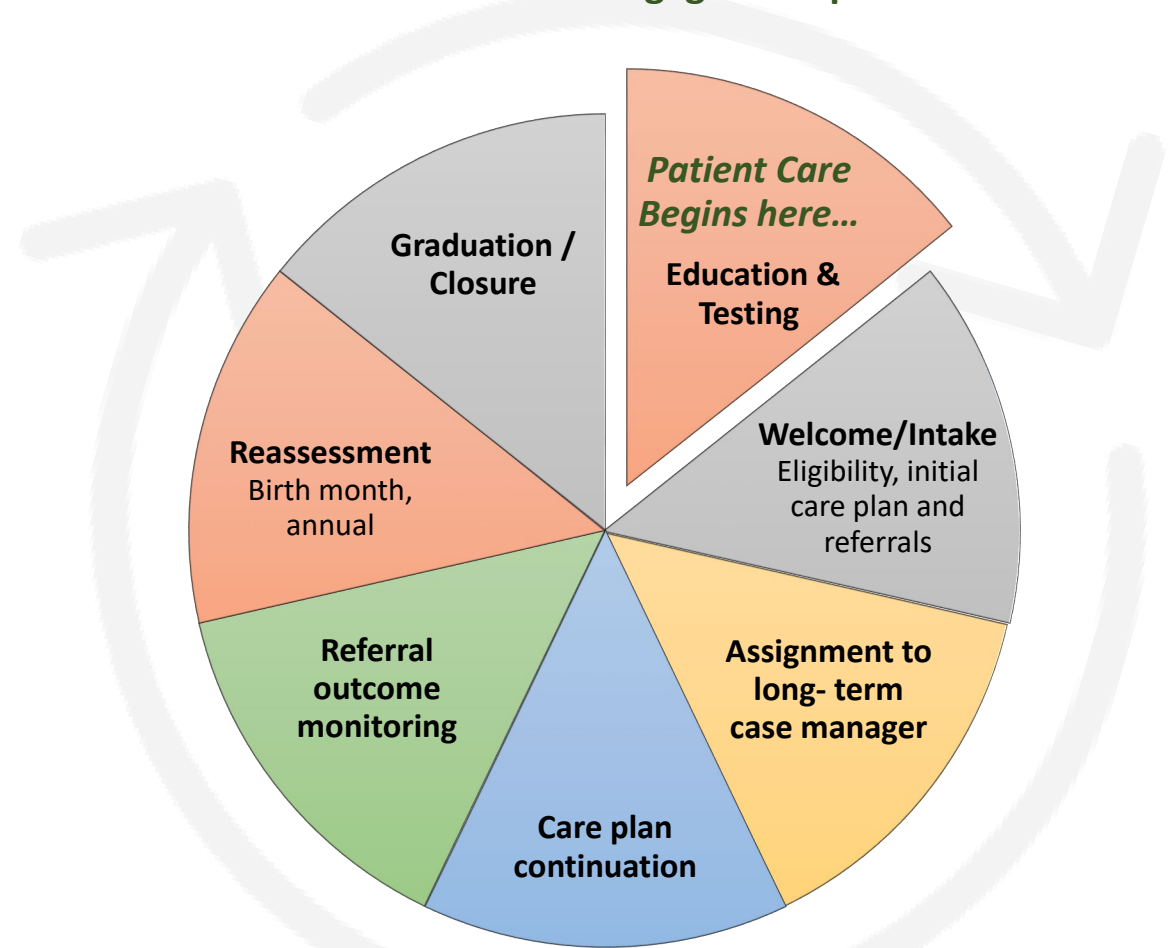 Patient Care
Begins here…
Education &
Testing
Welcome/Intake
Eligibility, initial
care plan and
referrals
Assignment to
long- term
case manager
Care plan
continuation
Referral
outcome
monitoring
Reassessment
Birth month,
annual
Graduation /
Closure